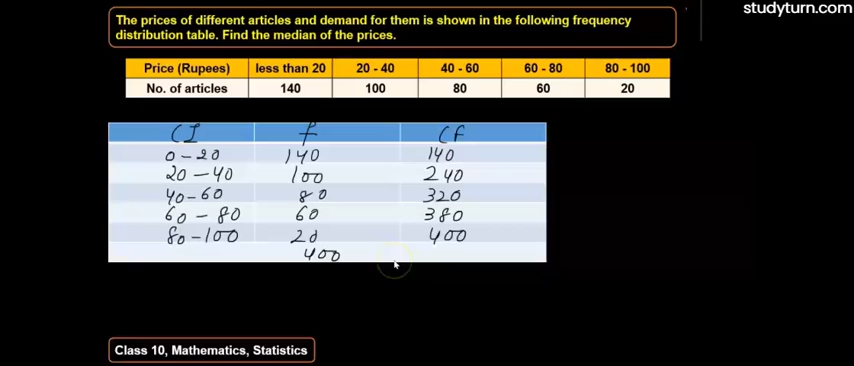 studyturn.com
The prices of different articles and demand for them is shown in the following frequency
distribution table. Find the median of the prices.
Price (Rupees) less than 20 20 - 40 40 - 60 60 - 80 80 - 100
No. of articles 140 100 80 60 20
CI f CF
0 - 20 140 140
20 - 40 100 240
40 - 60 80 320
60 - 80 60 380
80 - 100 20 400
400
Class 10, Mathematics, Statistics